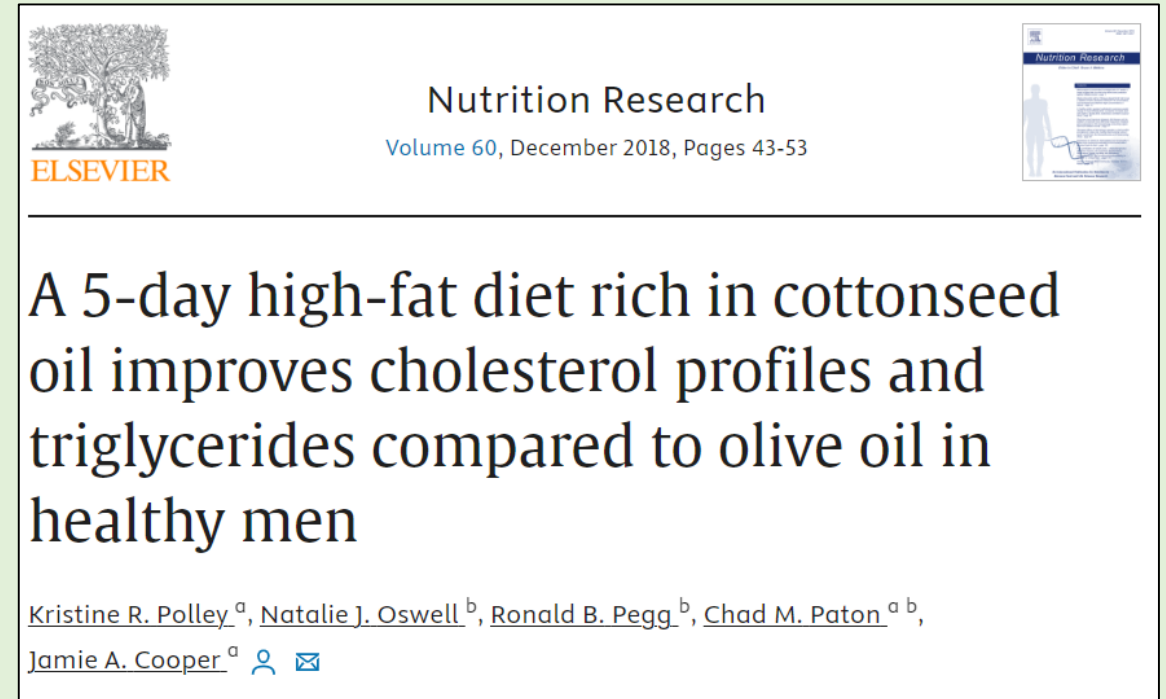 ELSEVIER
Nutrition Research
Volume 60, December 2018, Pages 43-53
Nutrition Research
A 5-day high-fat diet rich in cottonseed
oil improves cholesterol profiles and
triglycerides compared to olive oil in
healthy men
Kristine R. Polley a, Natalie J. Oswell b, Ronald B. Pegg b, Chad M. Paton a b,
Jamie A. Cooper a